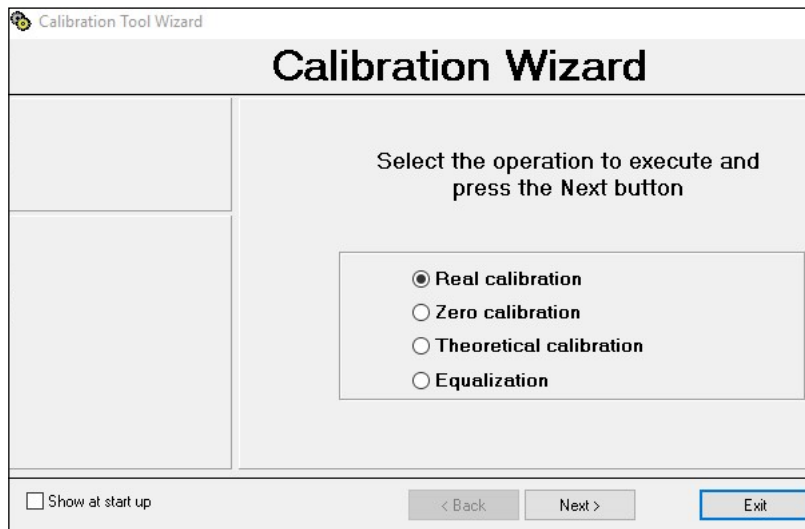 Calibration Tool Wizard
Calibration Wizard
Select the operation to execute and
press the Next button
Real calibration
Zero calibration
Theoretical calibration
Equalization
Show at start up
< Back
Next >
Exit